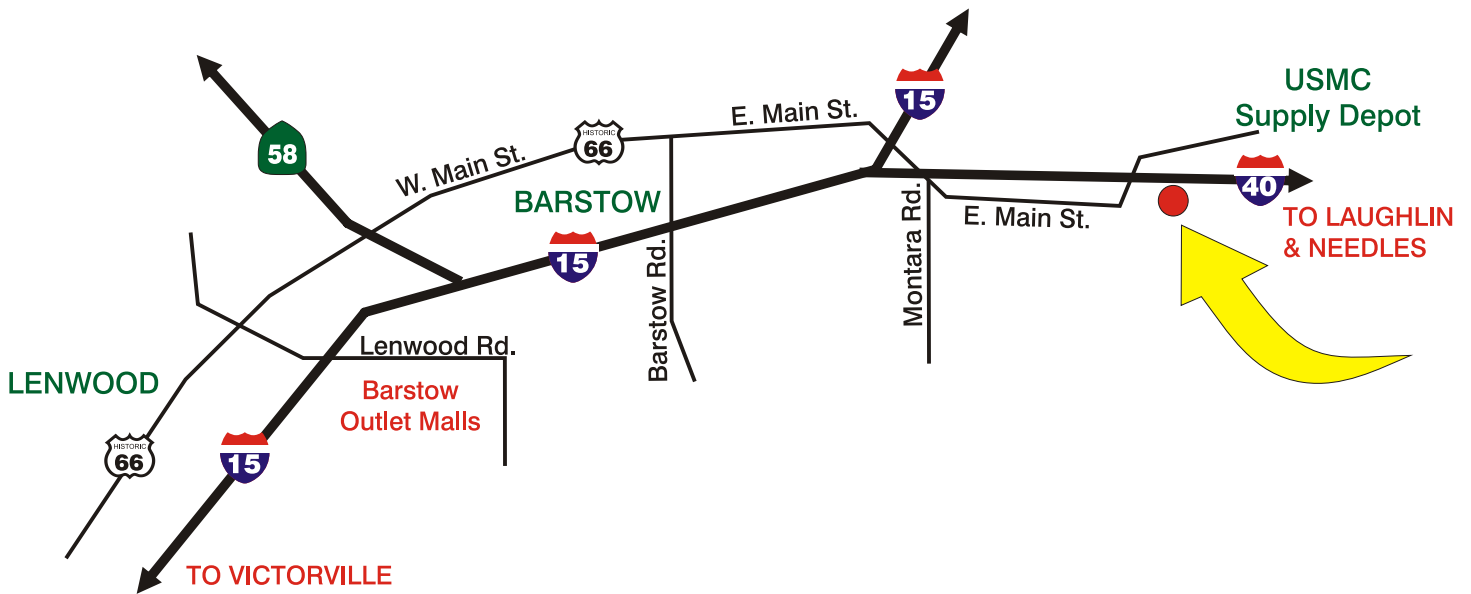 15
USMC
Supply Depot
E. Main St.
HISTORIC
66
58
W. Main St.
40
BARSTOW
E. Main St.
TO LAUGHLIN
& NEEDLES
15
Barstow Rd.
Montara Rd.
Lenwood Rd.
LENWOOD
Barstow
Outlet Malls
HISTORIC
66
15
TO VICTORVILLE